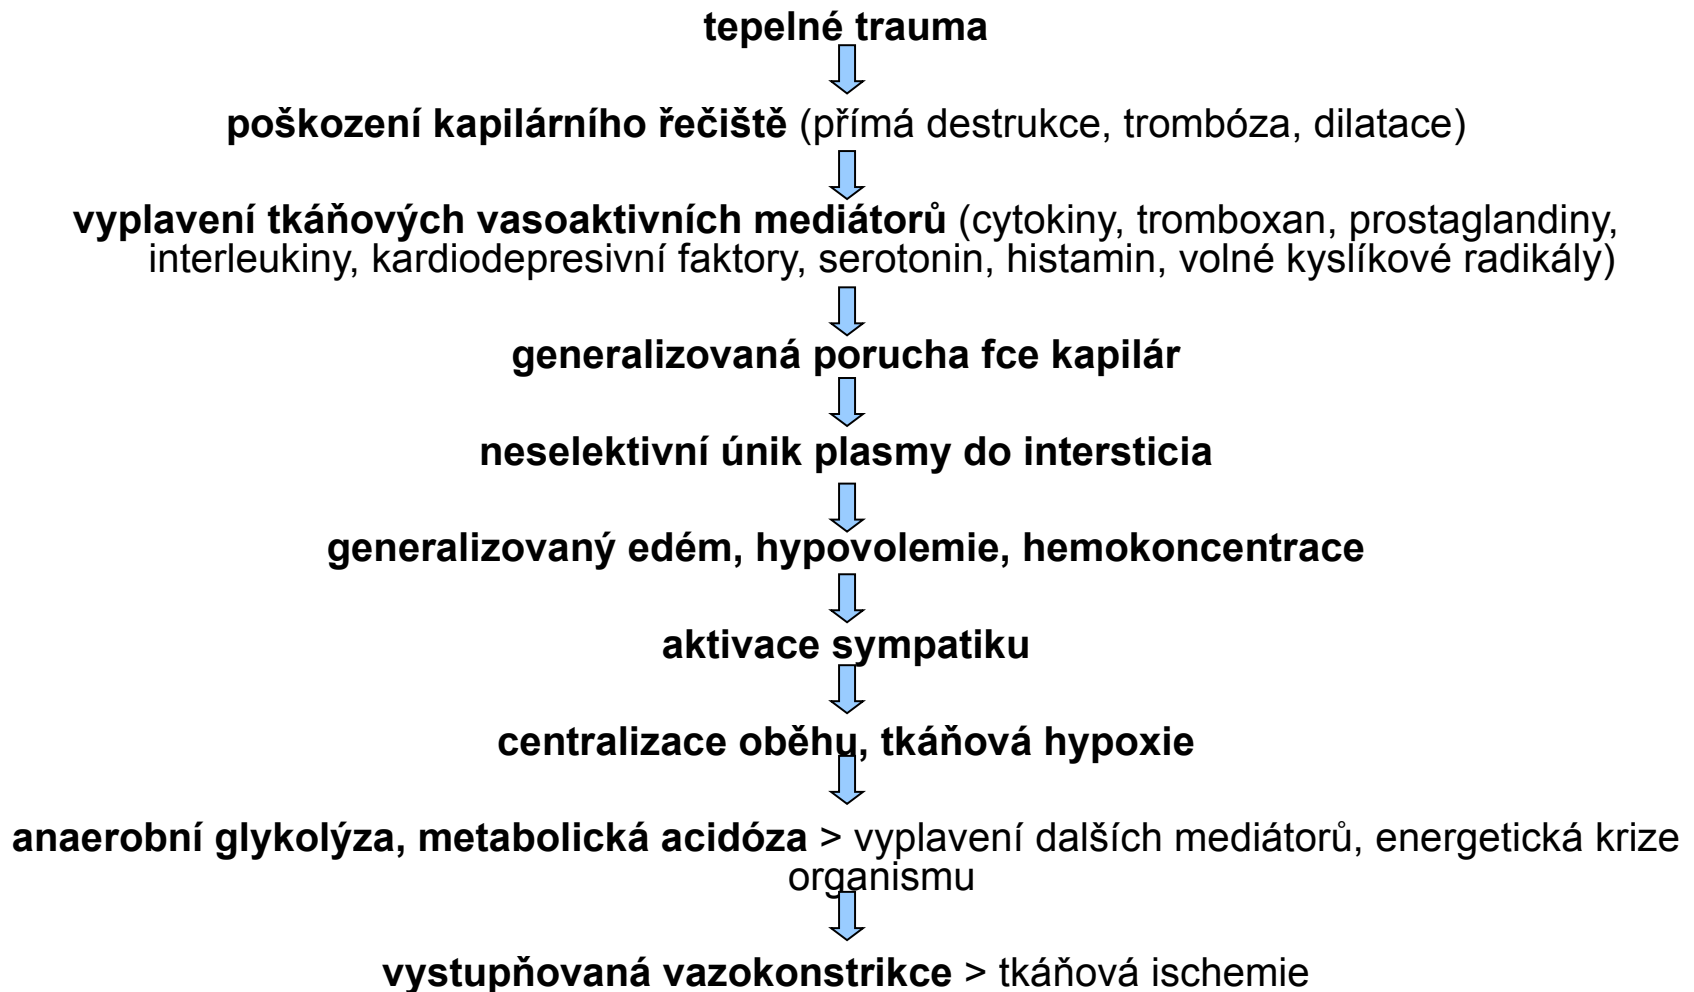 tepelné trauma
poškození kapilárního řečiště (přímá destrukce, trombóza, dilatace)
vyplavení tkáňových vasoaktivních mediátorů (cytokiny, tromboxan, prostaglandiny,
interleukiny, kardiodepresivní faktory, serotonin, histamin, volné kyslíkové radikály)
generalizovaná porucha fce kapilár
neselektivní únik plasmy do intersticia
generalizovaný edém, hypovolemie, hemokoncentrace
aktivace sympatiku
centralizace oběhu, tkáňová hypoxie
anaerobní glykolýza, metabolická acidóza > vyplavení dalších mediátorů, energetická krize
organismu
vystupňovaná vazokonstrikce > tkáňová ischemie